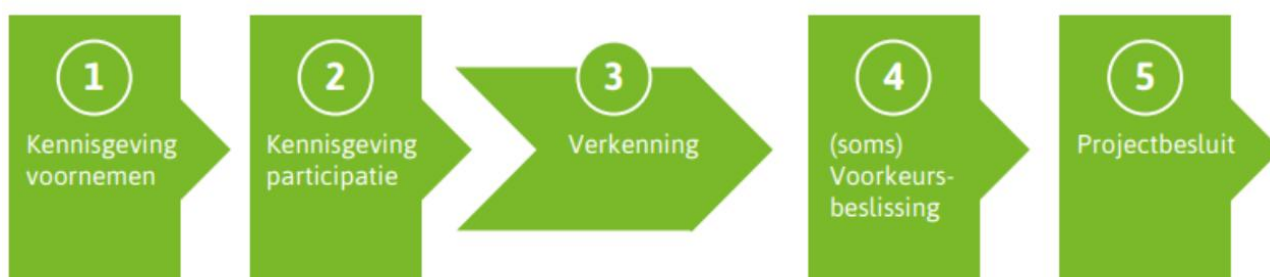 1
Kennisgeving
voornemen
2
Kennisgeving
participatie
3
Verkenning
4
(soms)
Voorkeurs-
beslissing
5
Projectbesluit